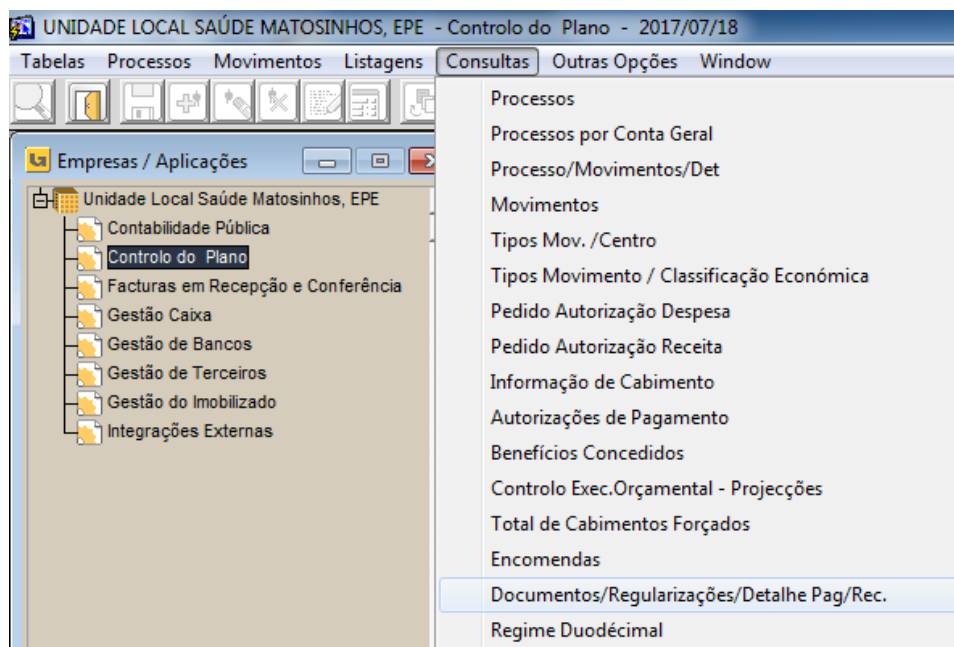 UNIDADE LOCAL SAÚDE MATOSINHOS, EPE - Controlo do Plano - 2017/07/18
Tabelas Processos Movimentos Listagens Consultas Outras Opções Window
Empresas / Aplicações
Unidade Local Saúde Matosinhos, EPE
Contabilidade Pública
Controlo do Plano
Facturas em Recepção e Conferência
Gestão Caixa
Gestão de Bancos
Gestão de Terceiros
Gestão do Imobilizado
Integrações Externas
Processos
Processos por Conta Geral
Processo/Movimentos/Det
Movimentos
Tipos Mov. /Centro
Tipos Movimento / Classificação Económica
Pedido Autorização Despesa
Pedido Autorização Receita
Informação de Cabimento
Autorizações de Pagamento
Benefícios Concedidos
Controlo Exec.Orçamental - Projecções
Total de Cabimentos Forçados
Encomendas
Documentos/Regularizações/Detalhe Pag/Rec.
Regime Duodécimal